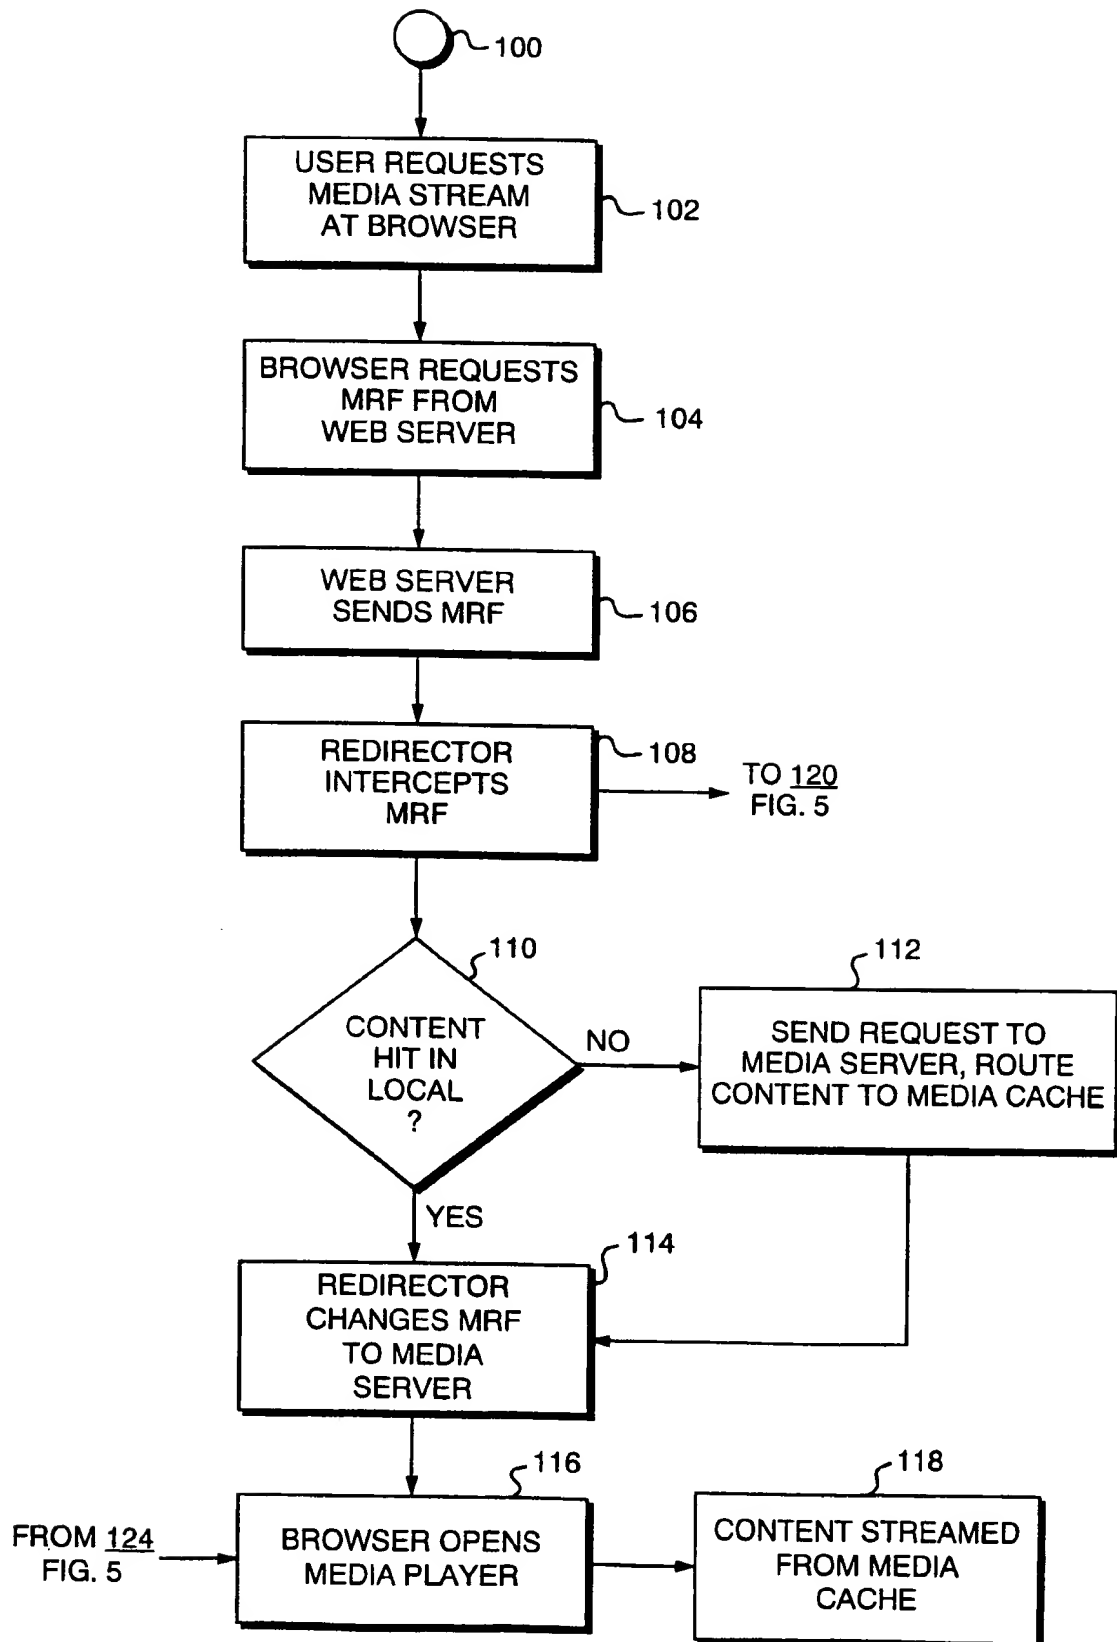 100
USER REQUESTS
MEDIA STREAM
AT BROWSER
102
BROWSER REQUESTS
MRF FROM
WEB SERVER
104
WEB SERVER
SENDS MRF
106
REDIRECTOR
INTERCEPTS
MRF
108
TO 120
FIG. 5
110
CONTENT
HIT IN
LOCAL
?
NO
112
SEND REQUEST TO
MEDIA SERVER, ROUTE
CONTENT TO MEDIA CACHE
YES
114
REDIRECTOR
CHANGES MRF
TO MEDIA
SERVER
FROM 124
FIG. 5
116
BROWSER OPENS
MEDIA PLAYER
118
CONTENT STREAMED
FROM MEDIA
CACHE